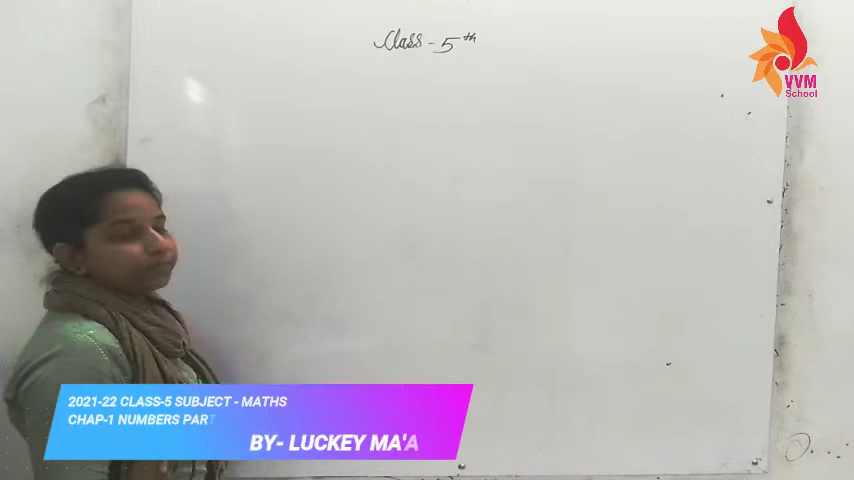 Class - 5th
VVM
School
2021-22 CLASS-5 SUBJECT - MATHS
CHAP-1 NUMBERS PART
BY- LUCKEY MA'A